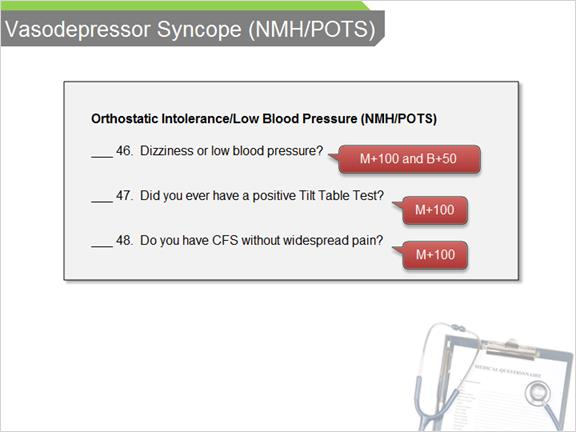 Vasodepressor Syncope (NMH/POTS)
Orthostatic Intolerance/Low Blood Pressure (NMH/POTS)
___ 46. Dizziness or low blood pressure? M+100 and B+50
___ 47. Did you ever have a positive Tilt Table Test? M+100
___ 48. Do you have CFS without widespread pain? M+100
MEDICAL QUESTIONNAIRE